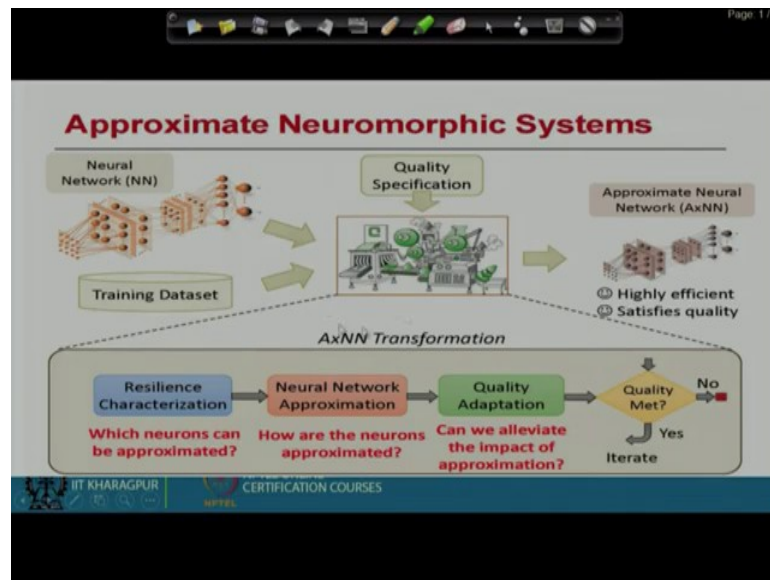 Page: 1 /
Approximate Neuromorphic Systems
Neural
Network (NN)
Quality
Specification
Approximate Neural
Network (AxNN)
Training Dataset
Highly efficient
Satisfies quality
AxNN Transformation
Resilience
Characterization
Neural Network
Approximation
Quality
Adaptation
Quality
Met?
No
Yes
Iterate
Which neurons can
be approximated?
How are the neurons
approximated?
Can we alleviate
the impact of
approximation?
IIT KHARAGPUR
NPTEL
CERTIFICATION COURSES